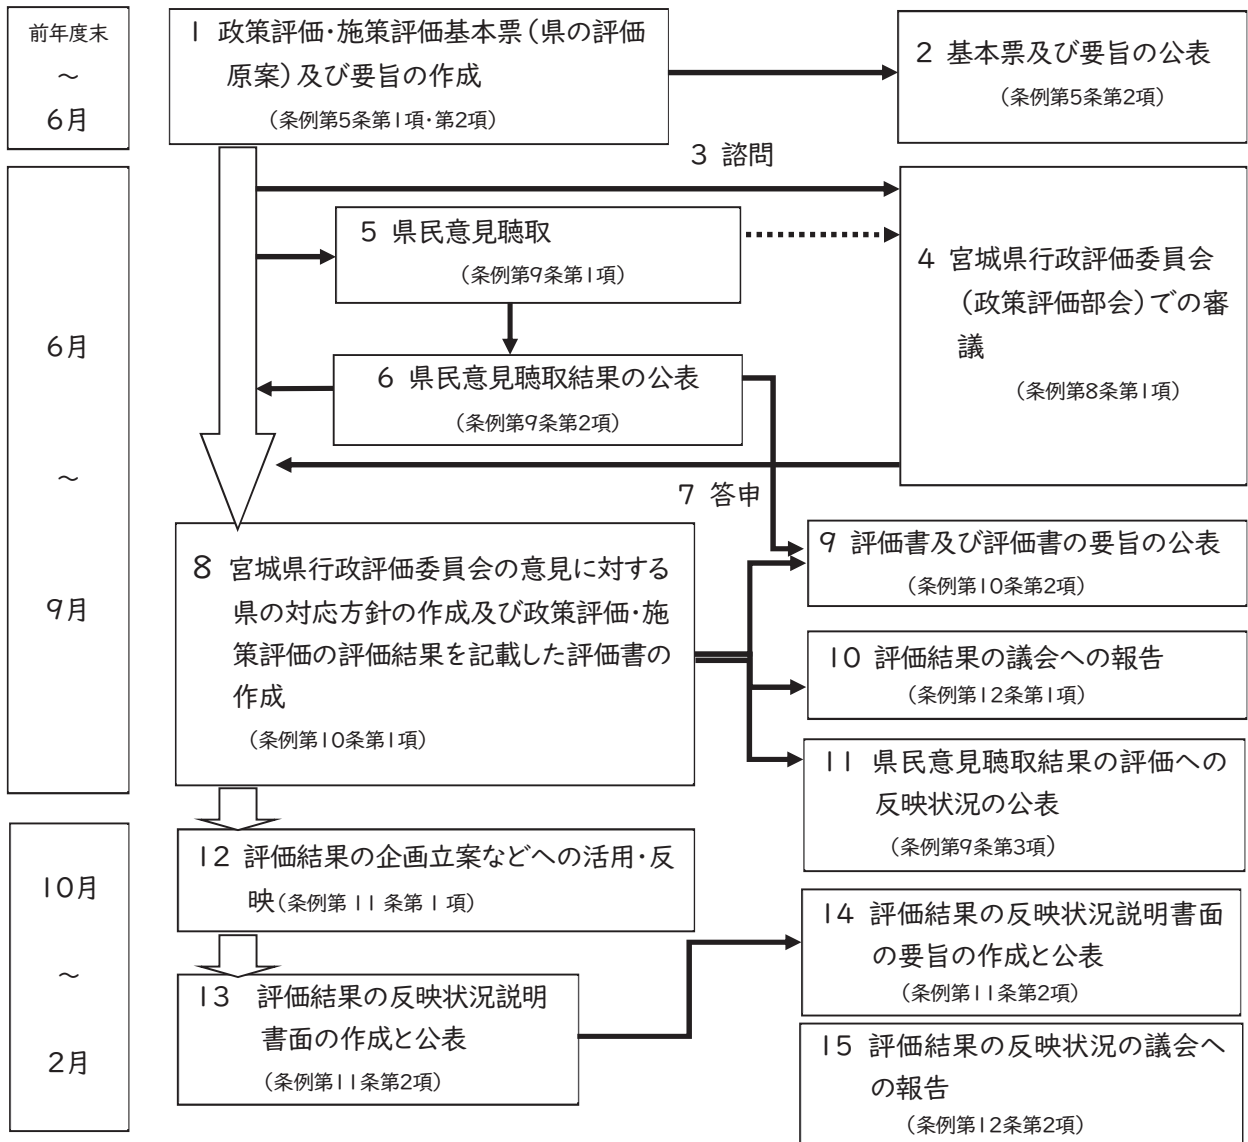 前年度末
～
6月
1 政策評価・施策評価基本票（県の評価
原案）及び要旨の作成
（条例第5条第1項・第2項）
2 基本票及び要旨の公表
（条例第5条第2項）
3 諮問
6月
～
9月
5 県民意見聴取
（条例第9条第1項）
4 宮城県行政評価委員会
（政策評価部会）での審
議
（条例第8条第1項）
6 県民意見聴取結果の公表
（条例第9条第2項）
7 答申
8 宮城県行政評価委員会の意見に対する
県の対応方針の作成及び政策評価・施
策評価の評価結果を記載した評価書の
作成
（条例第10条第1項）
9 評価書及び評価書の要旨の公表
（条例第10条第2項）
10 評価結果の議会への報告
（条例第12条第1項）
11 県民意見聴取結果の評価への
反映状況の公表
（条例第9条第3項）
10月
～
2月
12 評価結果の企画立案などへの活用・反
映（条例第 11 条第 1 項）
13 評価結果の反映状況説明
書面の作成と公表
（条例第11条第2項）
14 評価結果の反映状況説明書面
の要旨の作成と公表
（条例第11条第2項）
15 評価結果の反映状況の議会へ
の報告
（条例第12条第2項）